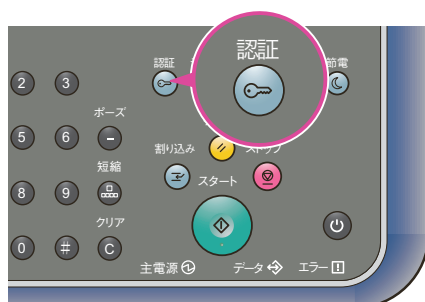 認証
認証
節電
2 3
ポーズ
5 6
割り込み
ストップ
短縮
スタート
8 9
クリア
0 # C
主電源
データ
エラー